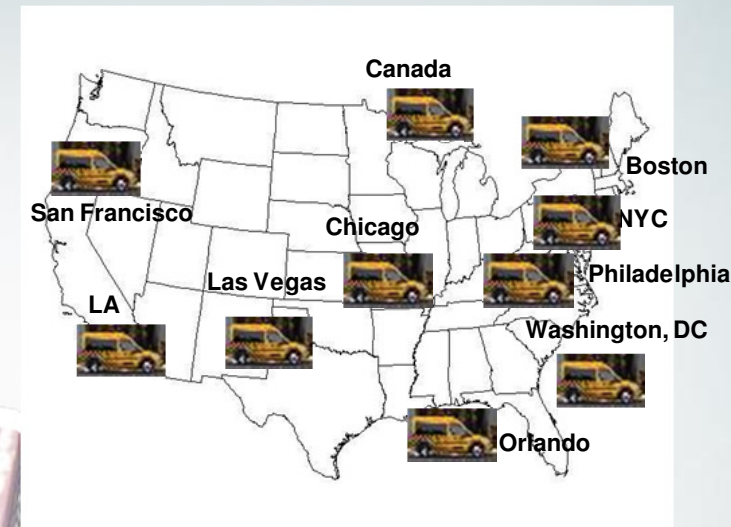 Canada
Boston
San Francisco
NYC
Chicago
Las Vegas
Philadelphia
LA
Washington, DC
Orlando